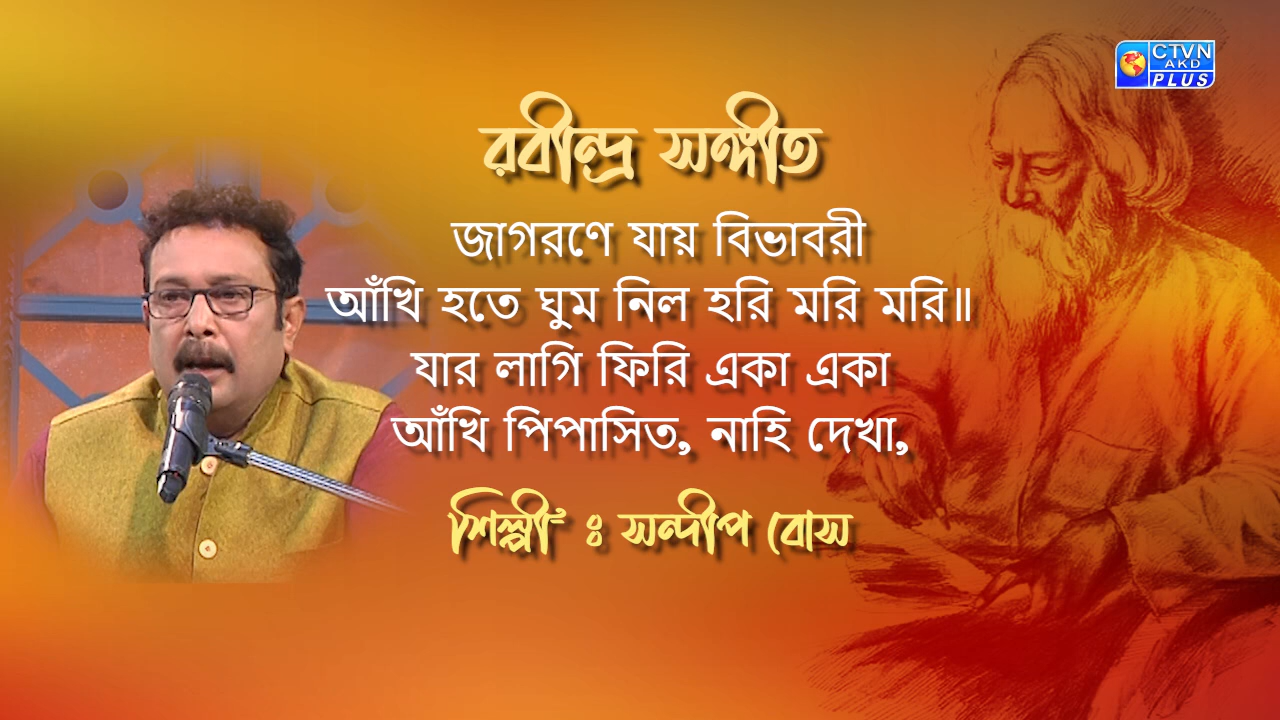 CTVN
AKD
PLUS
রবীন্দ্র সঙ্গীত
জাগরণে যায় বিভাবরী
আঁখি হতে ঘুম নিল হরি মরি মরি॥
যার লাগি ফিরি একা একা
আঁখি পিপাসিত, নাহি দেখা,
শিল্পী ঃ সন্দীপ বোস